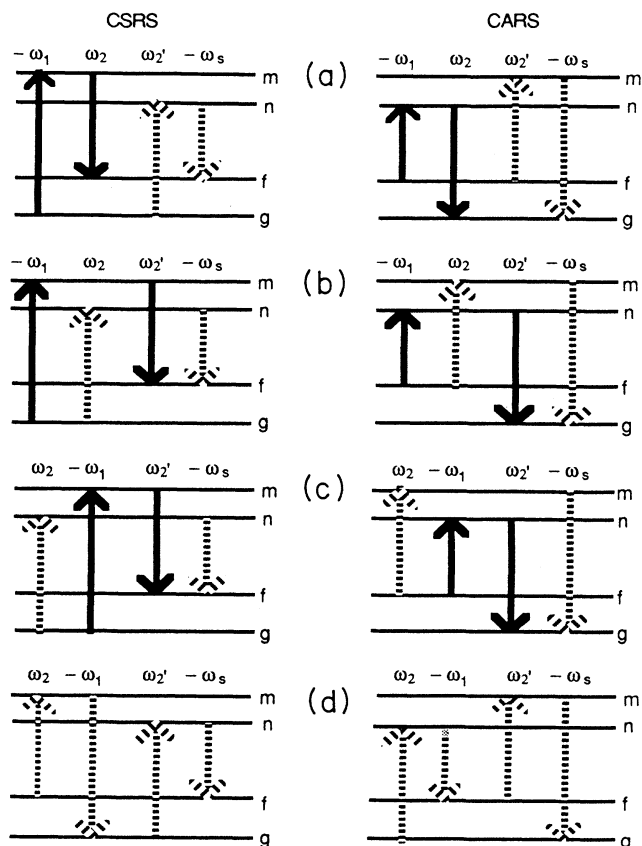 CSRS CARS
− ω₁ ω₂ ω₂' − ωₛ (a) − ω₁ ω₂ ω₂' − ωₛ
m m
n n
f f
g g
− ω₁ ω₂ ω₂' − ωₛ (b) − ω₁ ω₂ ω₂' − ωₛ
m m
n n
f f
g g
ω₂ − ω₁ ω₂' − ωₛ (c) ω₂ − ω₁ ω₂' − ωₛ
m m
n n
f f
g g
ω₂ − ω₁ ω₂' − ωₛ (d) ω₂ − ω₁ ω₂' − ωₛ
m m
n n
f f
g g